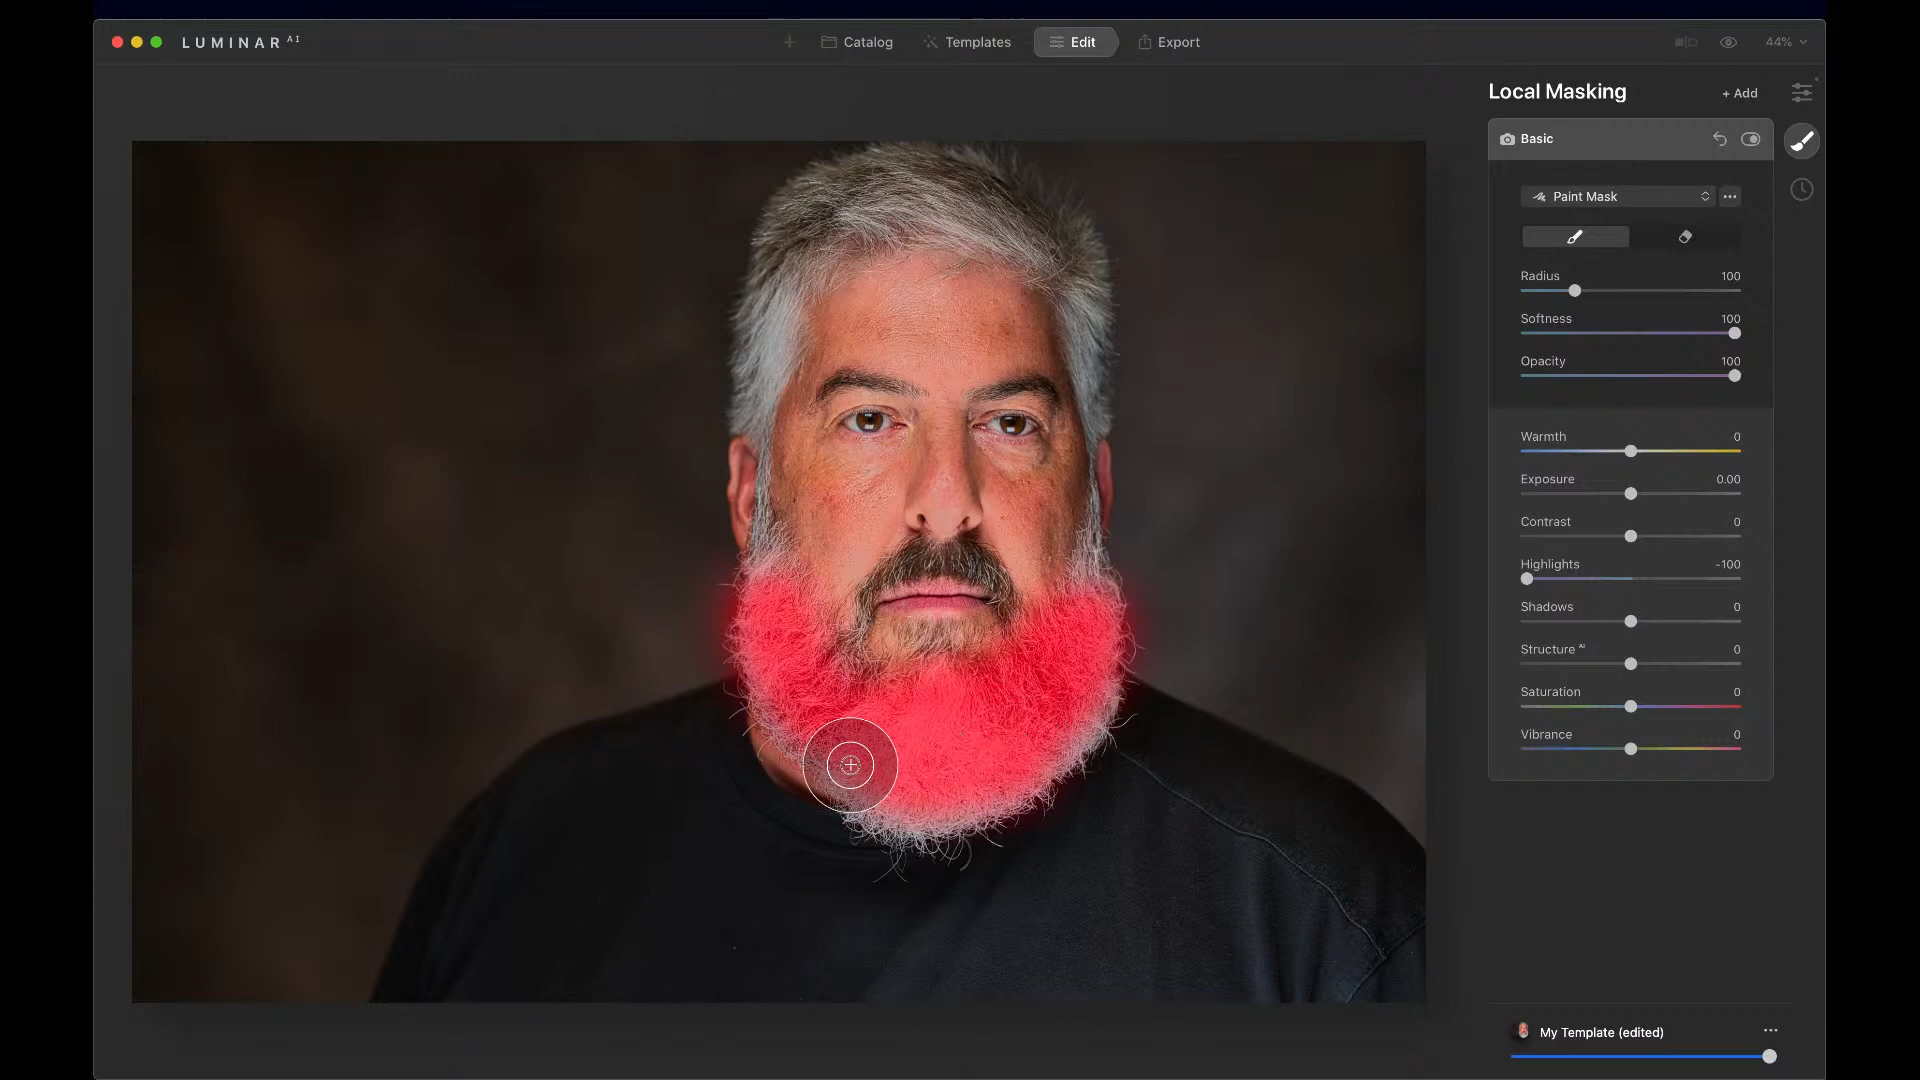 LUMINAR AI
Catalog
Templates
Edit
Export
44%
Local Masking
+ Add
Basic
Paint Mask
Radius 100
Softness 100
Opacity 100
Warmth 0
Exposure 0.00
Contrast 0
Highlights -100
Shadows 0
Structure AI 0
Saturation 0
Vibrance 0
My Template (edited)